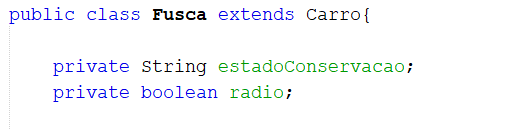 public class Fusca extends Carro{
private String estadoConservacao;
private boolean radio;